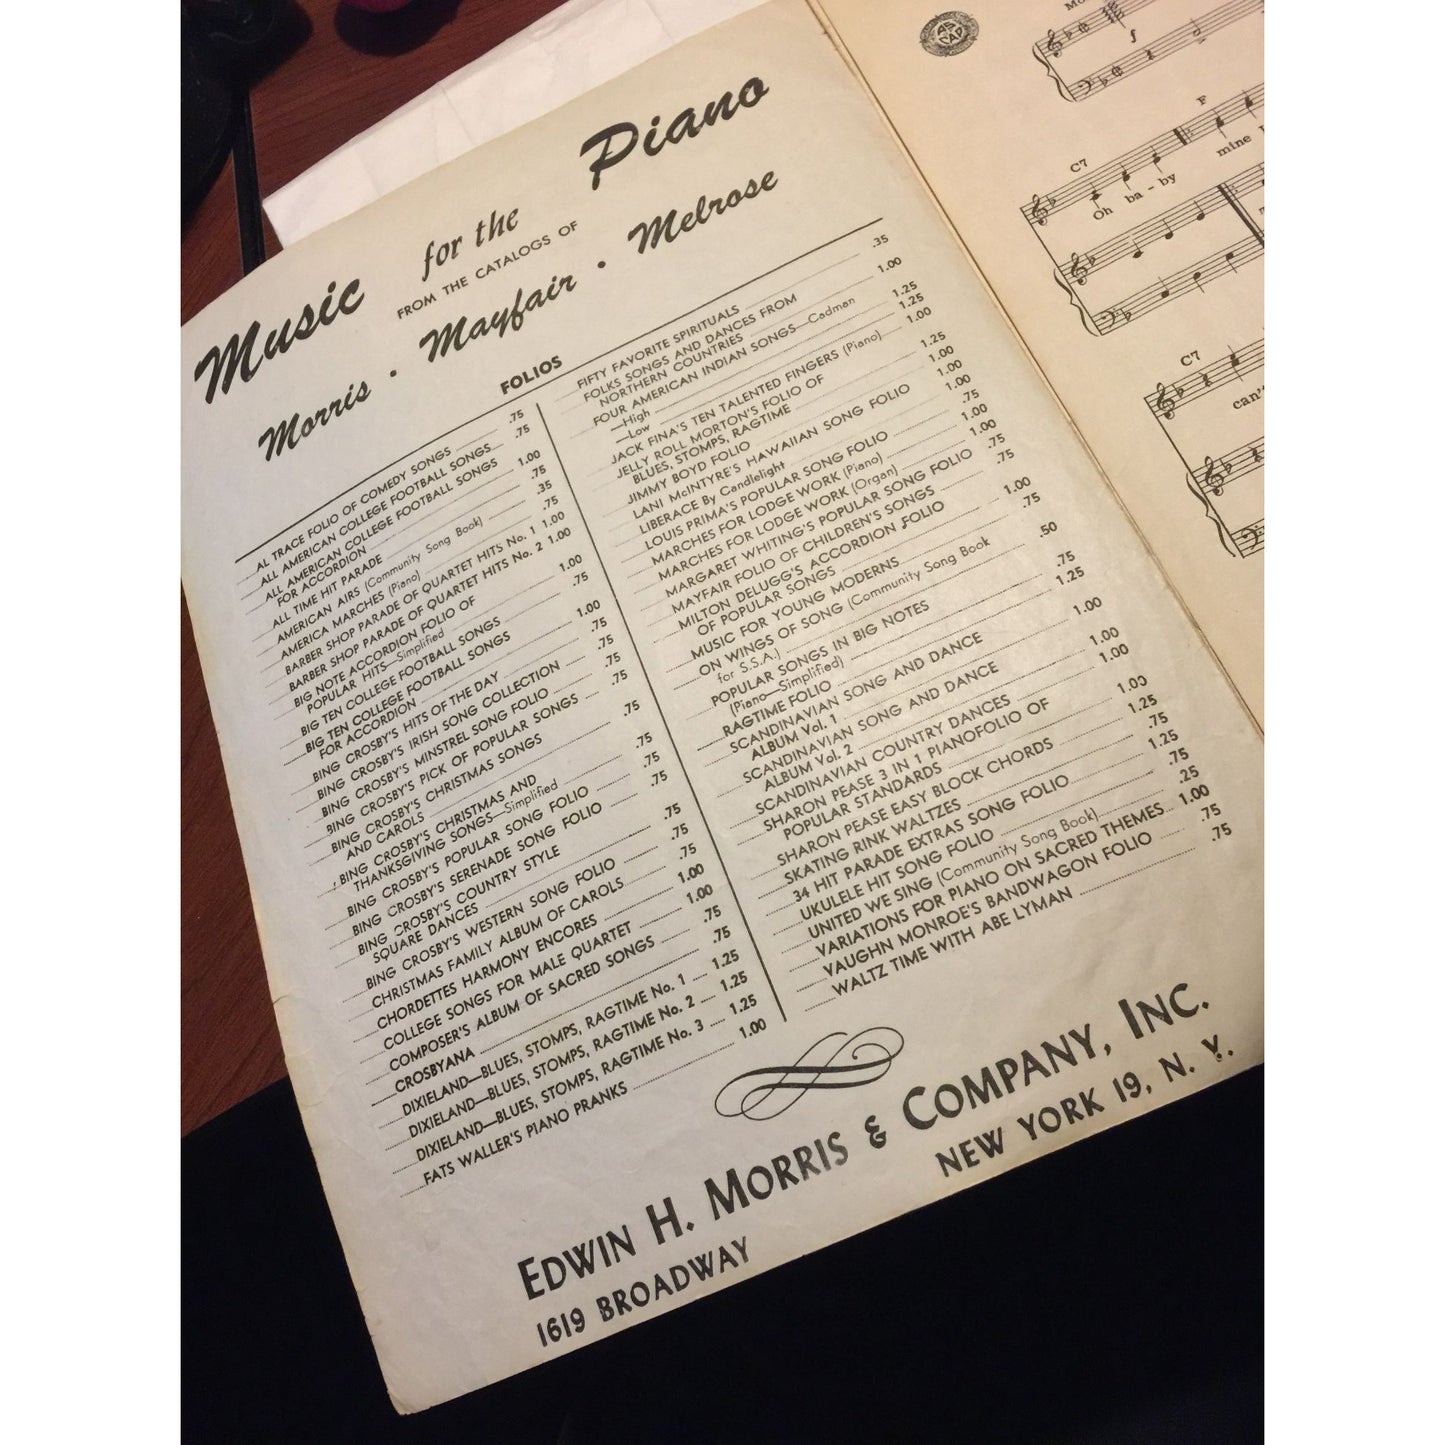 Music for the Piano
FROM THE CATALOGS OF
Morris • Mayfair • Melrose
FOLIOS
AL TRACE FOLIO OF COMEDY SONGS .75
ALL AMERICAN COLLEGE FOOTBALL SONGS .75
ALL AMERICAN COLLEGE FOOTBALL SONGS
FOR ACCORDION 1.00
ALL TIME HIT PARADE .75
AMERICAN AIRS (Community Song Book) .35
AMERICA MARCHES (Piano) .75
BARBER SHOP PARADE OF QUARTET HITS No. 1 1.00
BARBER SHOP PARADE OF QUARTET HITS No. 2 1.00
BIG NOTE ACCORDION FOLIO OF
POPULAR HITS—Simplified 1.00
BIG TEN COLLEGE FOOTBALL SONGS .75
BIG TEN COLLEGE FOOTBALL SONGS
FOR ACCORDION 1.00
BING CROSBY'S HITS OF THE DAY .75
BING CROSBY'S IRISH SONG COLLECTION .75
BING CROSBY'S MINSTREL SONG FOLIO .75
BING CROSBY'S PICK OF POPULAR SONGS .75
BING CROSBY'S CHRISTMAS SONGS
AND CAROLS .75
BING CROSBY'S CHRISTMAS AND
THANKSGIVING SONGS—Simplified .75
BING CROSBY'S POPULAR SONG FOLIO .75
BING CROSBY'S SERENADE SONG FOLIO .75
BING CROSBY'S COUNTRY STYLE
SQUARE DANCES .75
BING CROSBY'S WESTERN SONG FOLIO .75
CHRISTMAS FAMILY ALBUM OF CAROLS .75
CHORDETTES HARMONY ENCORES 1.00
COLLEGE SONGS FOR MALE QUARTET 1.00
COMPOSER'S ALBUM OF SACRED SONGS .75
CROSBYANA .75
DIXIELAND—BLUES, STOMPS, RAGTIME No. 1 1.25
DIXIELAND—BLUES, STOMPS, RAGTIME No. 2 1.25
DIXIELAND—BLUES, STOMPS, RAGTIME No. 3 1.25
FATS WALLER'S PIANO PRANKS 1.00
FIFTY FAVORITE SPIRITUALS .35
FOLKS SONGS AND DANCES FROM
NORTHERN COUNTRIES 1.00
FOUR AMERICAN INDIAN SONGS—Cadman
—High 1.25
—Low 1.25
JACK FINA'S TEN TALENTED FINGERS (Piano) 1.00
JELLY ROLL MORTON'S FOLIO OF
BLUES, STOMPS, RAGTIME 1.25
JIMMY BOYD FOLIO 1.00
LANI McINTYRE'S HAWAIIAN SONG FOLIO 1.00
LIBERACE By Candlelight 1.00
LOUIS PRIMA'S POPULAR SONG FOLIO .75
MARCHES FOR LODGE WORK (Piano) 1.00
MARCHES FOR LODGE WORK (Organ) 1.00
MARGARET WHITING'S POPULAR SONG FOLIO .75
MAYFAIR FOLIO OF CHILDREN'S SONGS .75
MILTON DELUGG'S ACCORDION FOLIO
OF POPULAR SONGS 1.00
MUSIC FOR YOUNG MODERNS .75
ON WINGS OF SONG (Community Song Book
for S.S.A.) .50
POPULAR SONGS IN BIG NOTES
(Piano—Simplified) .75
RAGTIME FOLIO 1.25
SCANDINAVIAN SONG AND DANCE
ALBUM Vol. 1 1.00
SCANDINAVIAN SONG AND DANCE
ALBUM Vol. 2 1.00
SCANDINAVIAN COUNTRY DANCES 1.00
SHARON PEASE 3 IN 1 PIANOFOLIO OF
POPULAR STANDARDS 1.00
SHARON PEASE EASY BLOCK CHORDS 1.25
SKATING RINK WALTZES .75
34 HIT PARADE EXTRAS SONG FOLIO 1.25
UKULELE HIT SONG FOLIO .75
UNITED WE SING (Community Song Book) .25
VARIATIONS FOR PIANO ON SACRED THEMES 1.00
VAUGHN MONROE'S BANDWAGON FOLIO .75
WALTZ TIME WITH ABE LYMAN .75
EDWIN H. MORRIS & COMPANY, INC.
1619 BROADWAY NEW YORK 19, N. Y.
ASCAP
f
C7 F
Oh ba-by mine
C7
can't